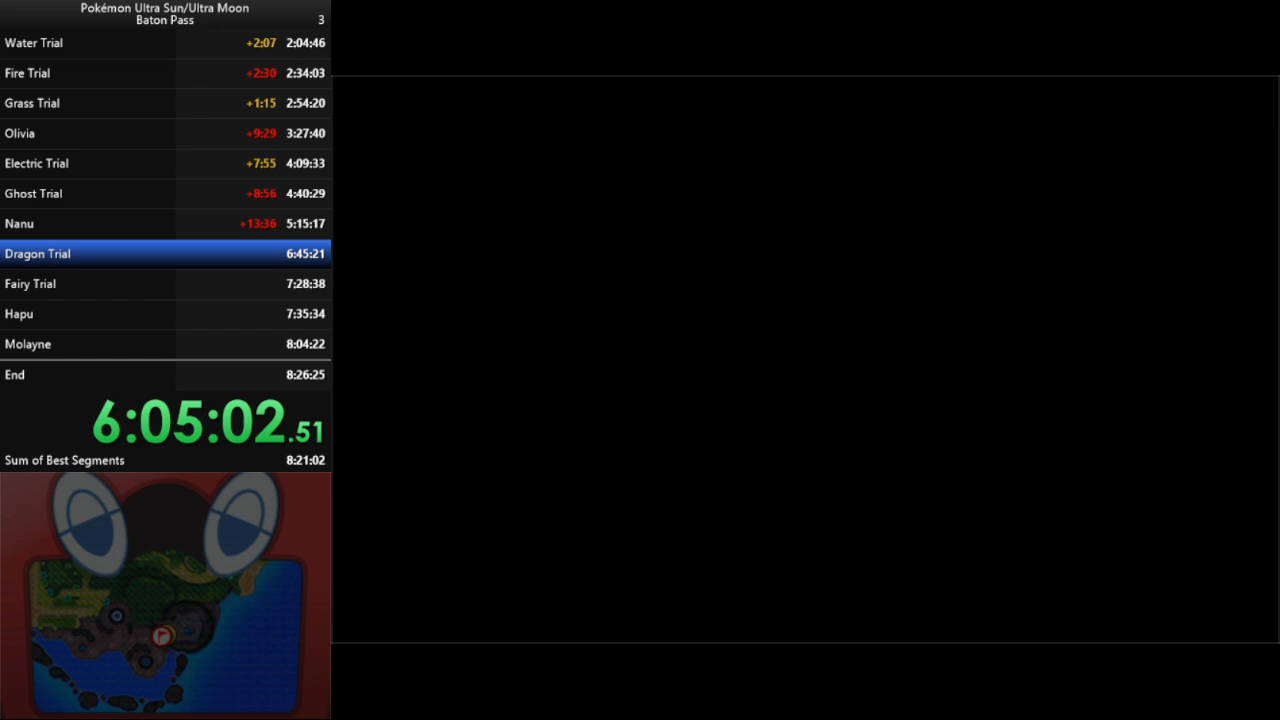 Pokémon Ultra Sun/Ultra Moon
Baton Pass 3
Water Trial +2:07 2:04:46
Fire Trial +2:30 2:34:03
Grass Trial +1:15 2:54:20
Olivia +9:29 3:27:40
Electric Trial +7:55 4:09:33
Ghost Trial +8:56 4:40:29
Nanu +13:36 5:15:17
Dragon Trial 6:45:21
Fairy Trial 7:28:38
Hapu 7:35:34
Molayne 8:04:22
End 8:26:25
6:05:02.51
Sum of Best Segments 8:21:02